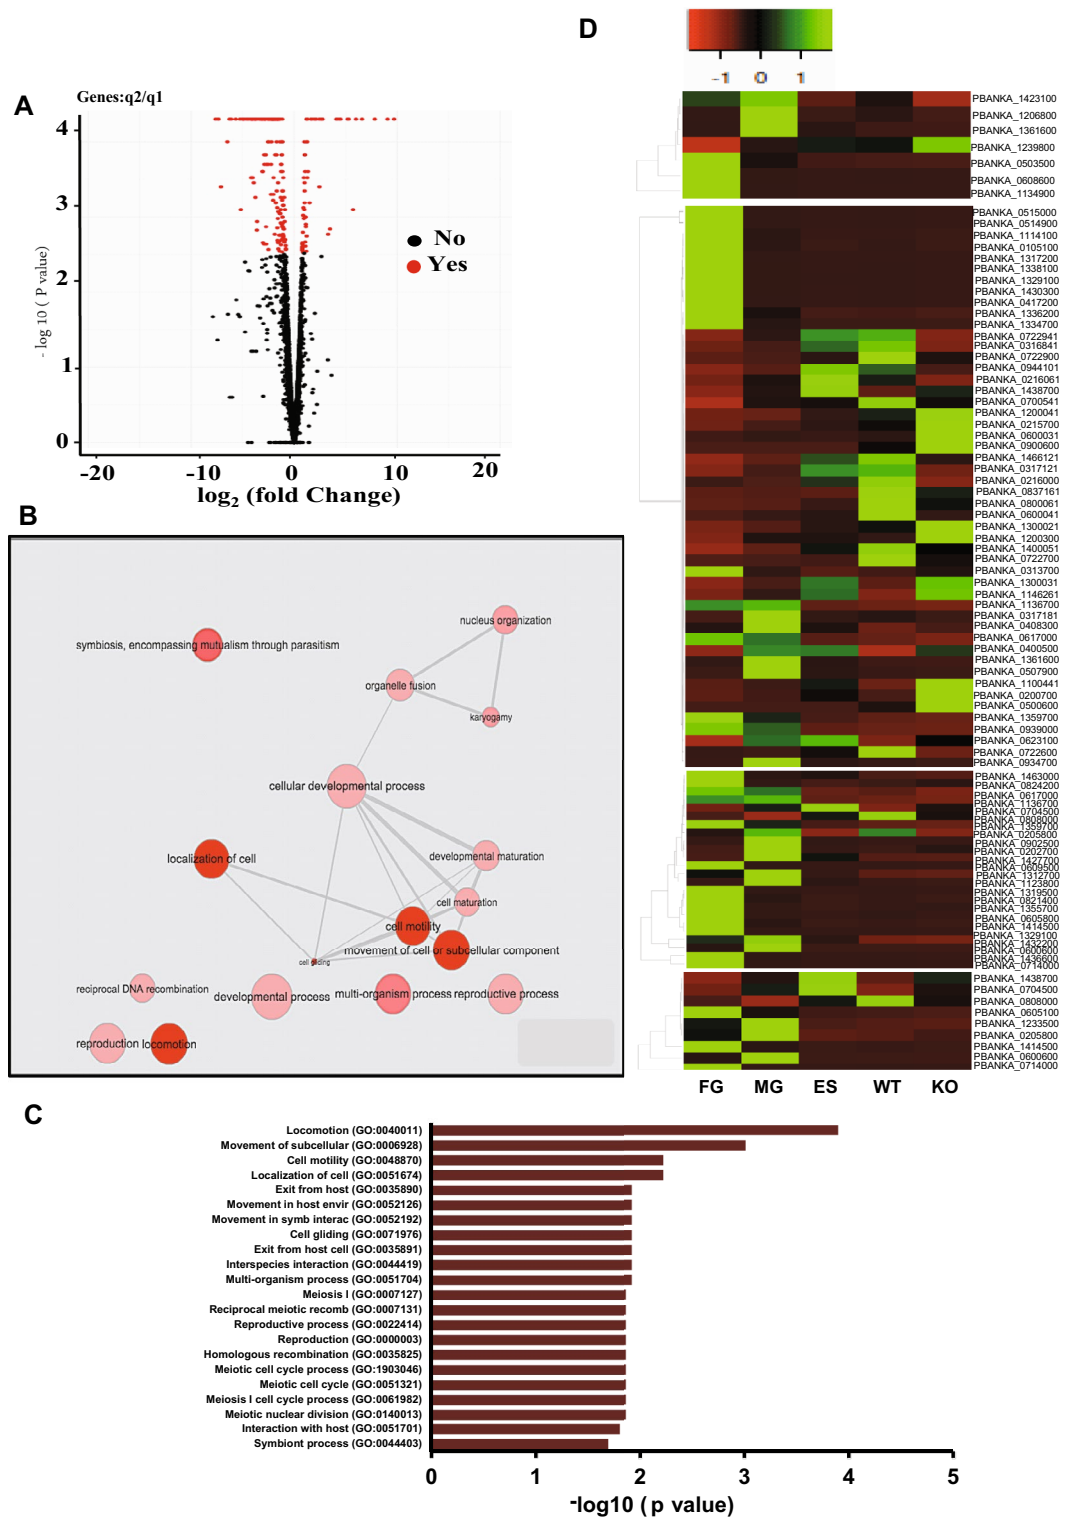 A
Genes:q2/q1
4
3
2
1
0
- log 10 ( P value)
No
Yes
-20
-10
0
10
20
log2 (fold Change)
B
nucleus organization
symbiosis, encompassing mutualism through parasitism
organelle fusion
karyogamy
cellular developmental process
localization of cell
developmental maturation
cell maturation
cell motility
movement of cell or subcellular component
cell gliding
reciprocal DNA recombination
developmental process
multi-organism process
reproductive process
reproduction
locomotion
C
Locomotion (GO:0040011)
Movement of subcellular (GO:0006928)
Cell motility (GO:0048870)
Localization of cell (GO:0051674)
Exit from host (GO:0035890)
Movement in host envir (GO:0052126)
Movement in symb interac (GO:0052192)
Cell gliding (GO:0071976)
Exit from host cell (GO:0035891)
Interspecies interaction (GO:0044419)
Multi-organism process (GO:0051704)
Meiosis I (GO:0007127)
Reciprocal meiotic recomb (GO:0007131)
Reproductive process (GO:0022414)
Reproduction (GO:0000003)
Homologous recombination (GO:0035825)
Meiotic cell cycle process (GO:1903046)
Meiotic cell cycle (GO:0051321)
Meiosis I cell cycle process (GO:0061982)
Meiotic nuclear division (GO:0140013)
Interaction with host (GO:0051701)
Symbiont process (GO:0044403)
0
1
2
3
4
5
-log10 ( p value)
D
-1
0
1
PBANKA_1423100
PBANKA_1206800
PBANKA_1361600
PBANKA_1239800
PBANKA_0503500
PBANKA_0608600
PBANKA_1134900
PBANKA_0515000
PBANKA_0514900
PBANKA_1114100
PBANKA_0105100
PBANKA_1317200
PBANKA_1338100
PBANKA_1329100
PBANKA_1430300
PBANKA_0417200
PBANKA_1336200
PBANKA_1334700
PBANKA_0722941
PBANKA_0316841
PBANKA_0722900
PBANKA_0944101
PBANKA_0216061
PBANKA_1438700
PBANKA_0700541
PBANKA_1200041
PBANKA_0215700
PBANKA_0600031
PBANKA_0900600
PBANKA_1466121
PBANKA_0317121
PBANKA_0216000
PBANKA_0837161
PBANKA_0800061
PBANKA_0600041
PBANKA_1300021
PBANKA_1200300
PBANKA_1400051
PBANKA_0722700
PBANKA_0313700
PBANKA_1300031
PBANKA_1146261
PBANKA_1136700
PBANKA_0317181
PBANKA_0408300
PBANKA_0617000
PBANKA_0400500
PBANKA_1361600
PBANKA_0507900
PBANKA_1100441
PBANKA_0200700
PBANKA_0500600
PBANKA_1359700
PBANKA_0939000
PBANKA_0623100
PBANKA_0722600
PBANKA_0934700
PBANKA_1463000
PBANKA_0824200
PBANKA_0617000
PBANKA_1136700
PBANKA_0704500
PBANKA_0808000
PBANKA_1359700
PBANKA_0205800
PBANKA_0902500
PBANKA_0202700
PBANKA_1427700
PBANKA_0609500
PBANKA_1312700
PBANKA_1123800
PBANKA_1319500
PBANKA_0821400
PBANKA_1355700
PBANKA_0605800
PBANKA_1414500
PBANKA_1329100
PBANKA_1432200
PBANKA_0600600
PBANKA_1436600
PBANKA_0714000
PBANKA_1438700
PBANKA_0704500
PBANKA_0808000
PBANKA_0605100
PBANKA_1233500
PBANKA_0205800
PBANKA_1414500
PBANKA_0600600
PBANKA_0714000
FG
MG
ES
WT
KO